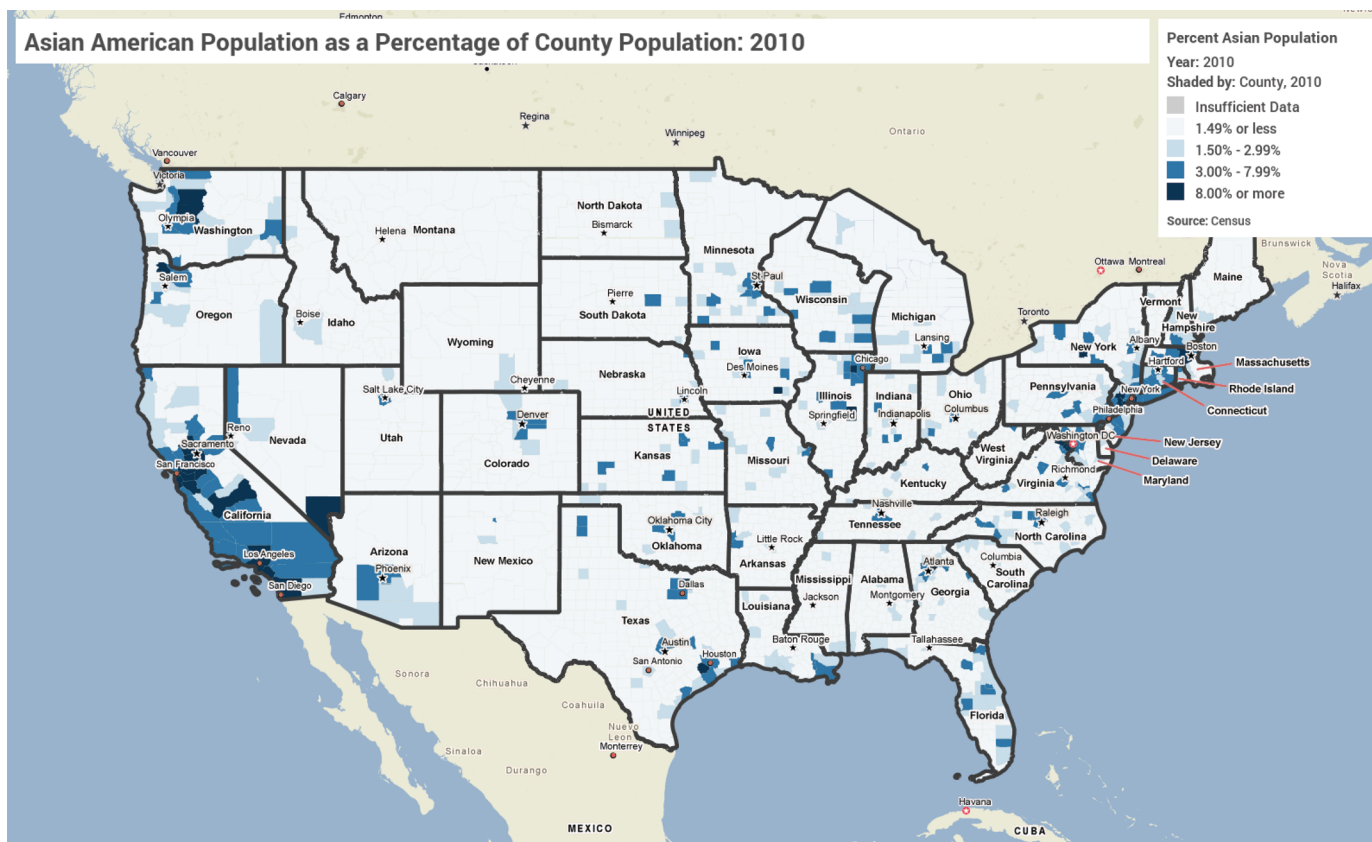 Edmonton
Asian American Population as a Percentage of County Population: 2010
Percent Asian Population
Year: 2010
Shaded by: County, 2010
Insufficient Data
1.49% or less
1.50% - 2.99%
3.00% - 7.99%
8.00% or more
Source: Census
Calgary
Regina
Winnipeg
Ontario
Vancouver
Victoria
Olympia
Washington
Helena
Montana
North Dakota
Bismarck
Minnesota
St Paul
Wisconsin
Michigan
Lansing
Ottawa
Montreal
Brunswick
Nova
Scotia
Halifax
Maine
Vermont
New
Hampshire
Toronto
Salem
Oregon
Boise
Idaho
Pierre
South Dakota
Wyoming
Cheyenne
Nebraska
Lincoln
Iowa
Des Moines
Chicago
New York
Albany
Boston
Hartford
Massachusetts
Rhode Island
Connecticut
Pennsylvania
New York
Philadelphia
Salt Lake City
Reno
Nevada
Utah
Denver
Colorado
UNITED
STATES
Kansas
Missouri
Illinois
Springfield
Indiana
Indianapolis
Ohio
Columbus
West
Virginia
Washington DC
New Jersey
Delaware
Maryland
Richmond
Virginia
Kentucky
Sacramento
San Francisco
California
Los Angeles
San Diego
Arizona
Phoenix
New Mexico
Oklahoma City
Oklahoma
Little Rock
Arkansas
Nashville
Tennessee
Raleigh
North Carolina
Columbia
South
Carolina
Atlanta
Georgia
Mississippi
Jackson
Alabama
Montgomery
Louisiana
Baton Rouge
Tallahassee
Florida
Dallas
Texas
Austin
San Antonio
Houston
Sonora
Chihuahua
Coahuila
Nuevo
Leon
Monterrey
Sinaloa
Durango
MEXICO
Havana
CUBA